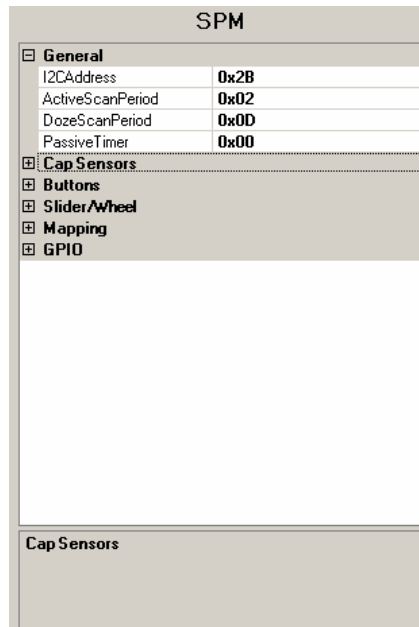 SPM
General
I2CAddress 0x2B
ActiveScanPeriod 0x02
DozeScanPeriod 0x0D
PassiveTimer 0x00
Cap Sensors
Buttons
Slider/Wheel
Mapping
GPIO
Cap Sensors